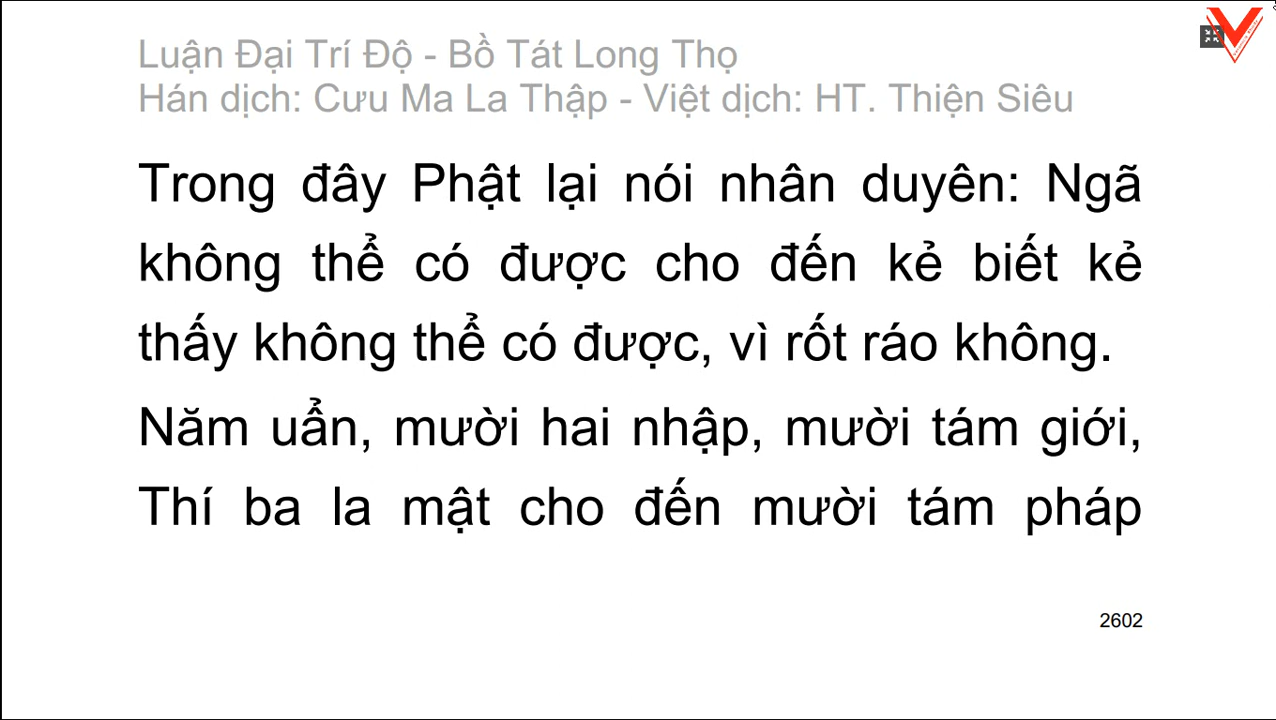 Luận Đại Trí Độ - Bồ Tát Long Thọ
Hán dịch: Cưu Ma La Thập - Việt dịch: HT. Thiện Siêu
Trong đây Phật lại nói nhân duyên: Ngã
không thể có được cho đến kẻ biết kẻ
thấy không thể có được, vì rốt ráo không.
Năm uẩn, mười hai nhập, mười tám giới,
Thí ba la mật cho đến mười tám pháp
2602